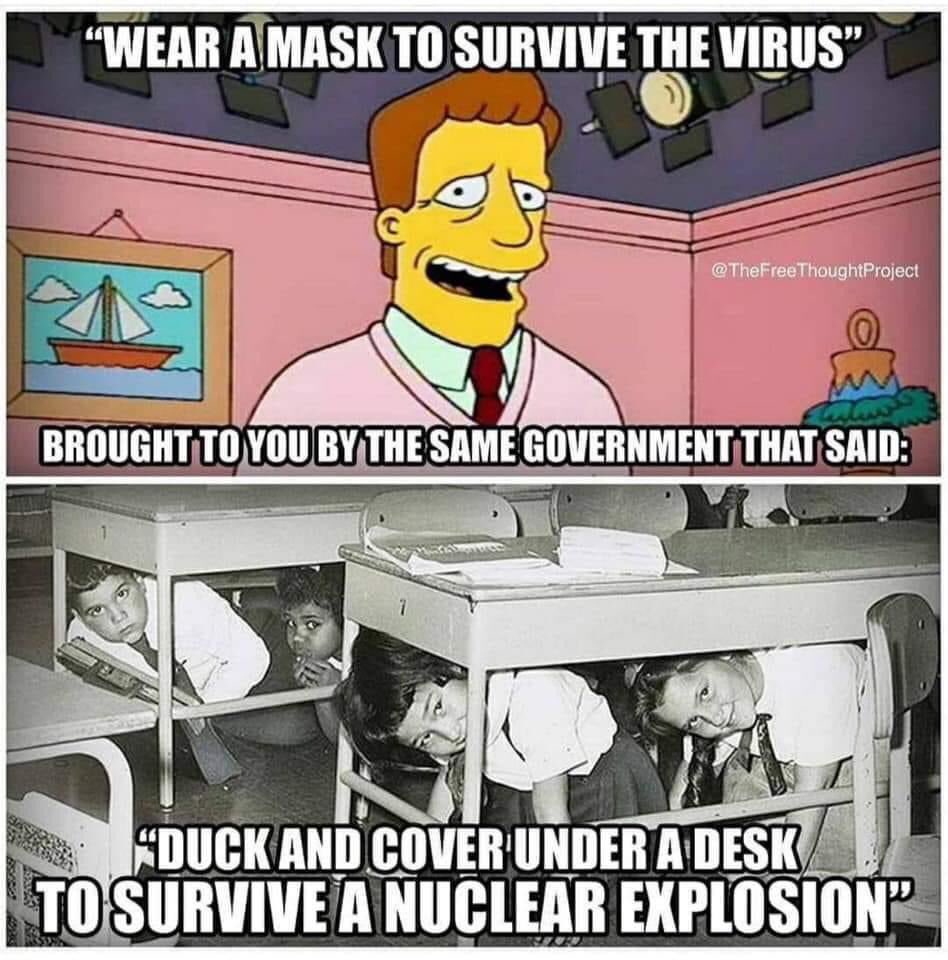 “WEAR A MASK TO SURVIVE THE VIRUS”
@TheFreeThoughtProject
BROUGHT TO YOU BY THE SAME GOVERNMENT THAT SAID:
“DUCK AND COVER UNDER A DESK
TO SURVIVE A NUCLEAR EXPLOSION”